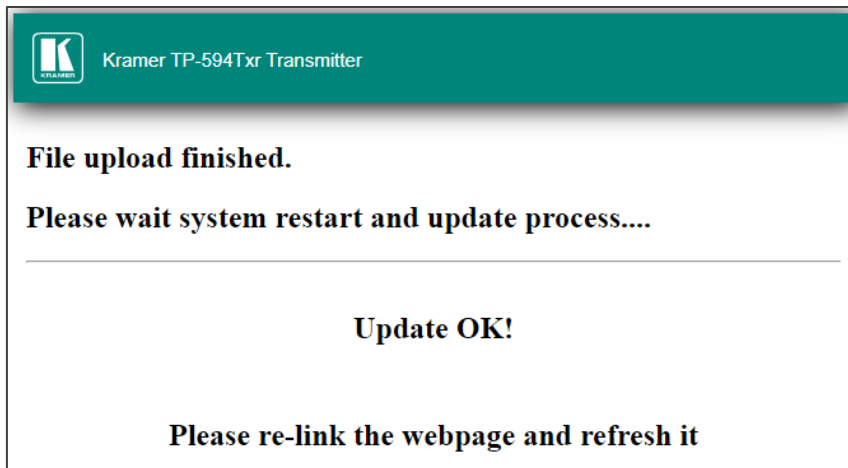 K
KRAMER
Kramer TP-594Txr Transmitter
File upload finished.
Please wait system restart and update process....
Update OK!
Please re-link the webpage and refresh it